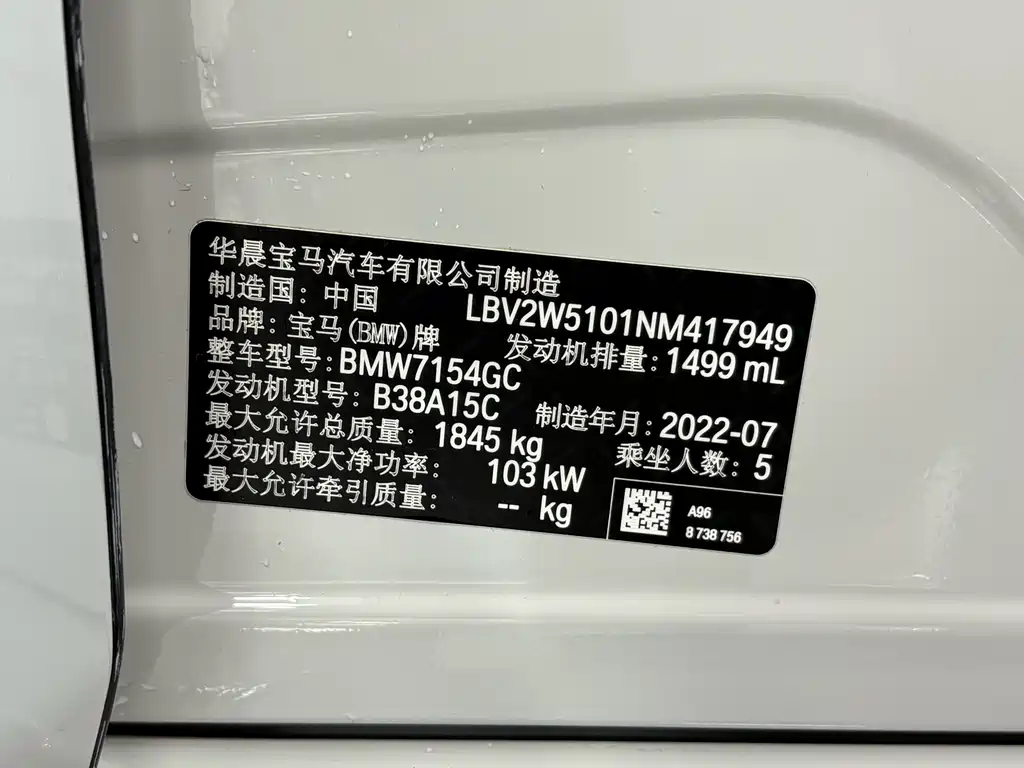 华晨宝马汽车有限公司制造
制造国：中国 LBV2W5101NM417949
品牌：宝马(BMW)牌 发动机排量：1499 mL
整车型号：BMW7154GC
发动机型号：B38A15C 制造年月：2022-07
最大允许总质量：1845 kg 乘坐人数：5
发动机最大净功率：103 kW
最大允许牵引质量：-- kg
A96
8 738 756